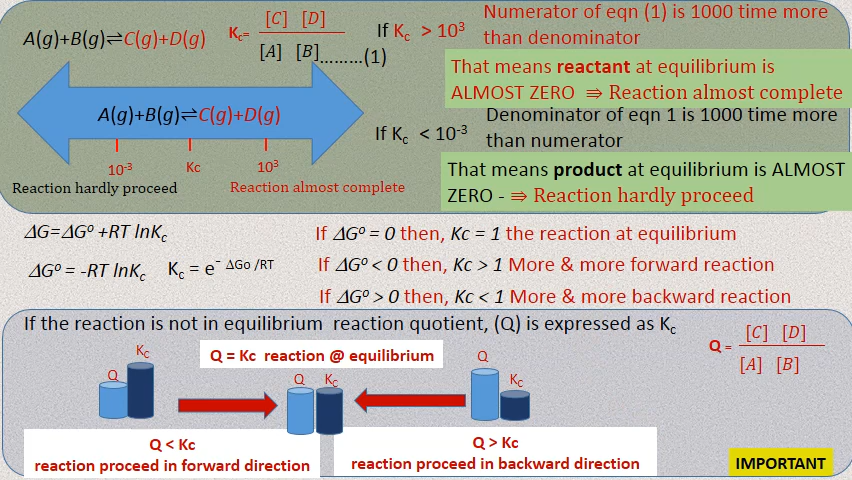 A(g)+B(g)⇌C(g)+D(g)
Kc= [C] [D]
[A] [B]………(1)
If Kc > 10³
Numerator of eqn (1) is 1000 time more
than denominator
That means reactant at equilibrium is
ALMOST ZERO ⇒ Reaction almost complete
A(g)+B(g)⇌C(g)+D(g)
10⁻³ Kc 10³
Reaction hardly proceed Reaction almost complete
If Kc < 10⁻³
Denominator of eqn 1 is 1000 time more
than numerator
That means product at equilibrium is ALMOST
ZERO - ⇒ Reaction hardly proceed
ΔG=ΔG⁰ +RT lnKc
ΔG⁰ = -RT lnKc Kc = e⁻ ΔGo /RT
If ΔG⁰ = 0 then, Kc = 1 the reaction at equilibrium
If ΔG⁰ < 0 then, Kc > 1 More & more forward reaction
If ΔG⁰ > 0 then, Kc < 1 More & more backward reaction
If the reaction is not in equilibrium reaction quotient, (Q) is expressed as Kc
Q = [C] [D]
[A] [B]
Q = Kc reaction @ equilibrium
Q Kc
Q Kc
Q Kc
Q < Kc
reaction proceed in forward direction
Q > Kc
reaction proceed in backward direction
IMPORTANT